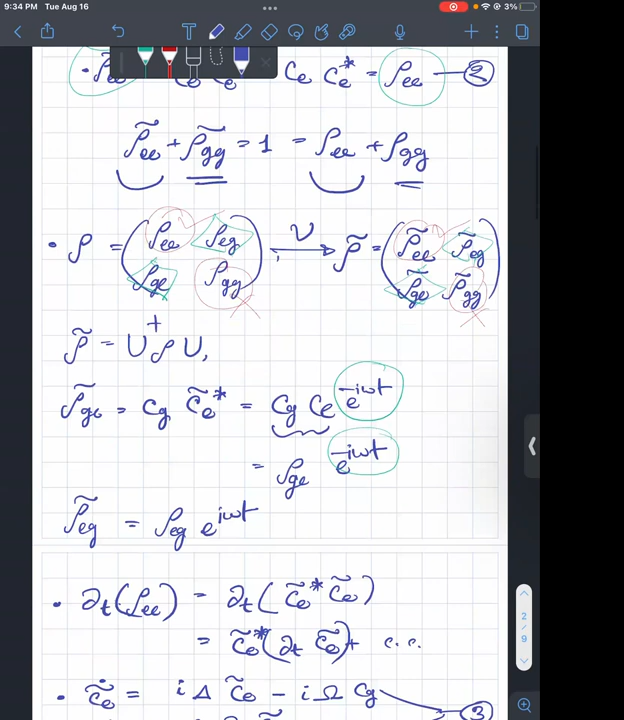 9:34 PM Tue Aug 16
3%
Ce Ce* = ρee — ②
ρ̃ee + ρ̃gg = 1 = ρee + ρgg
• ρ = (ρee ρeg
ρge ρgg) U→ ρ̃ = (ρ̃ee ρ̃eg
ρ̃ge ρ̃gg)
ρ̃ = U†ρU,
ρ̃ge = Cg C̃e* = Cg Ce e^-iωt
= ρge e^-iωt
ρ̃eg = ρeg e^iωt
• ∂t(ρee) = ∂t(C̃e* C̃e)
= C̃e*(∂t C̃e) + c.c.
• C̃̇e = iΔ C̃e - iΩ Cg — ③
2/9